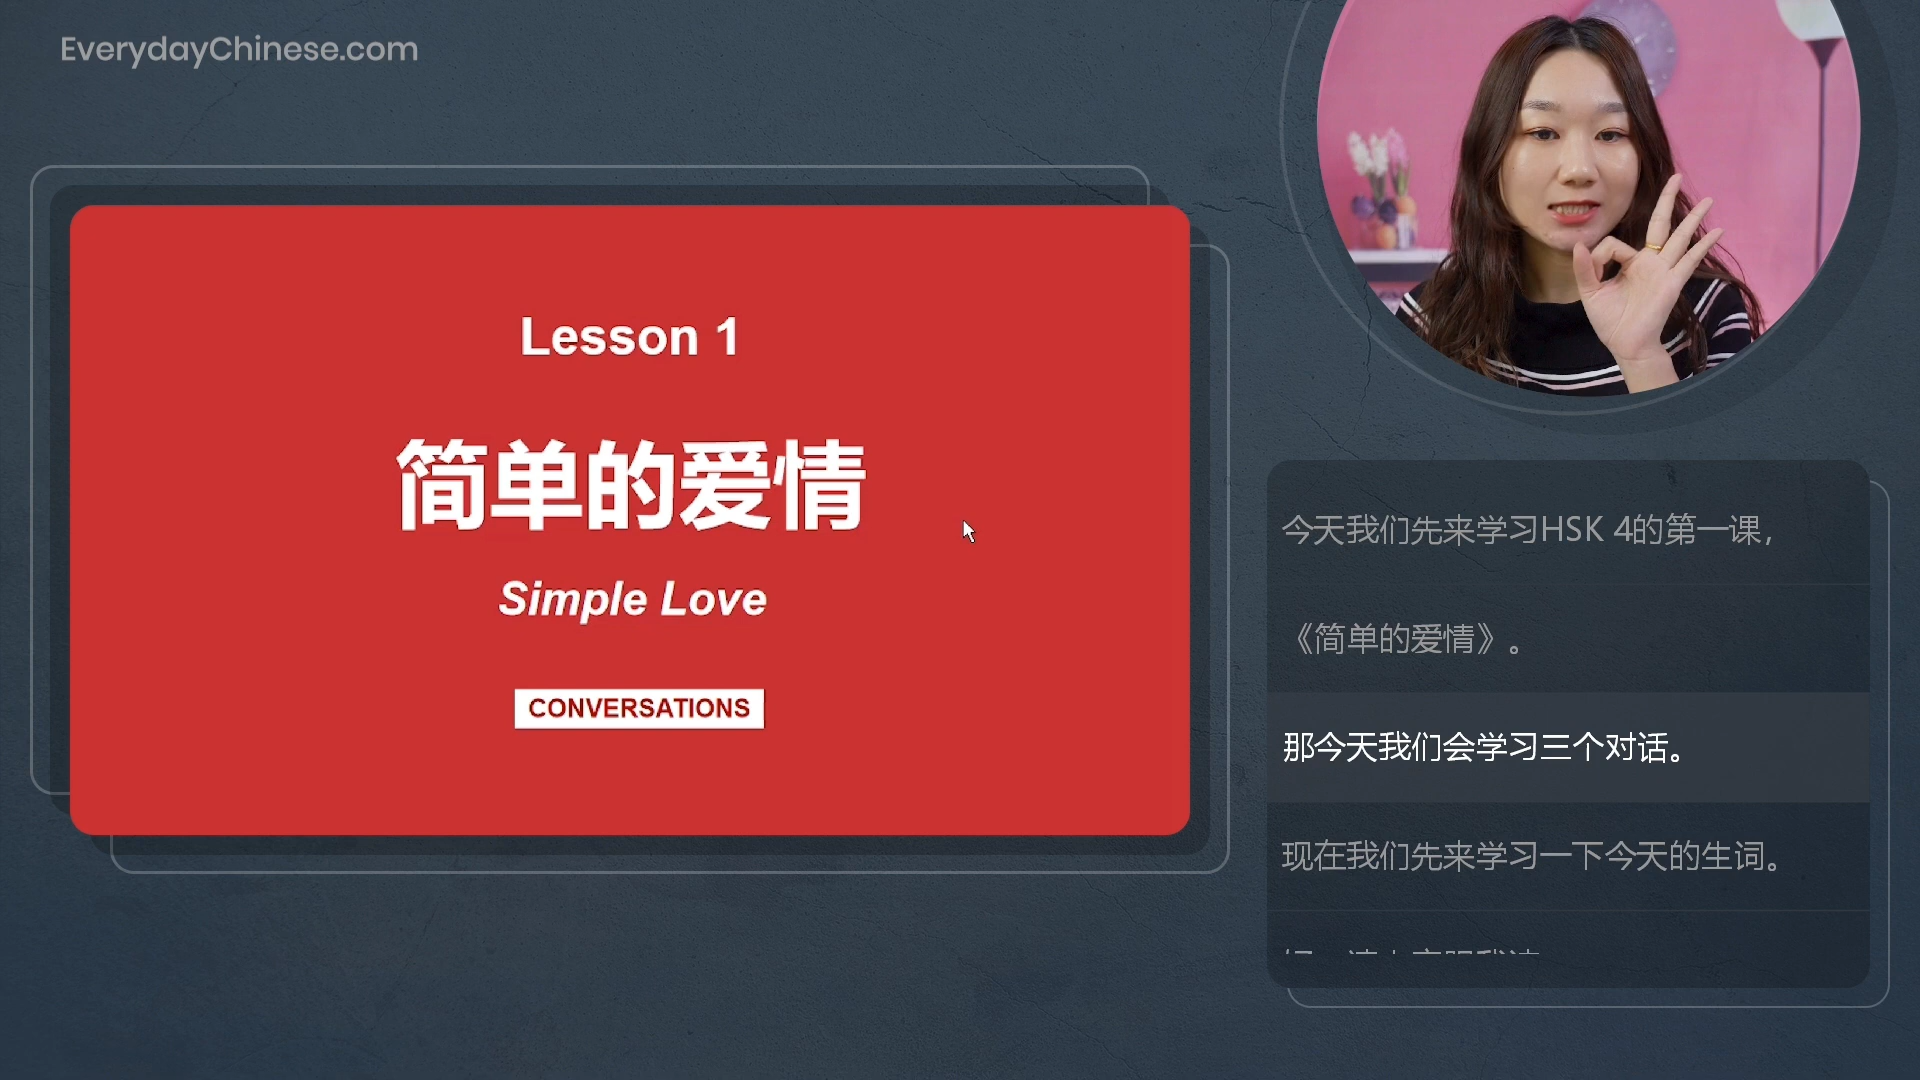 EverydayChinese.com
Lesson 1
简单的爱情
Simple Love
CONVERSATIONS
今天我们先来学习HSK 4的第一课，
《简单的爱情》。
那今天我们会学习三个对话。
现在我们先来学习一下今天的生词。